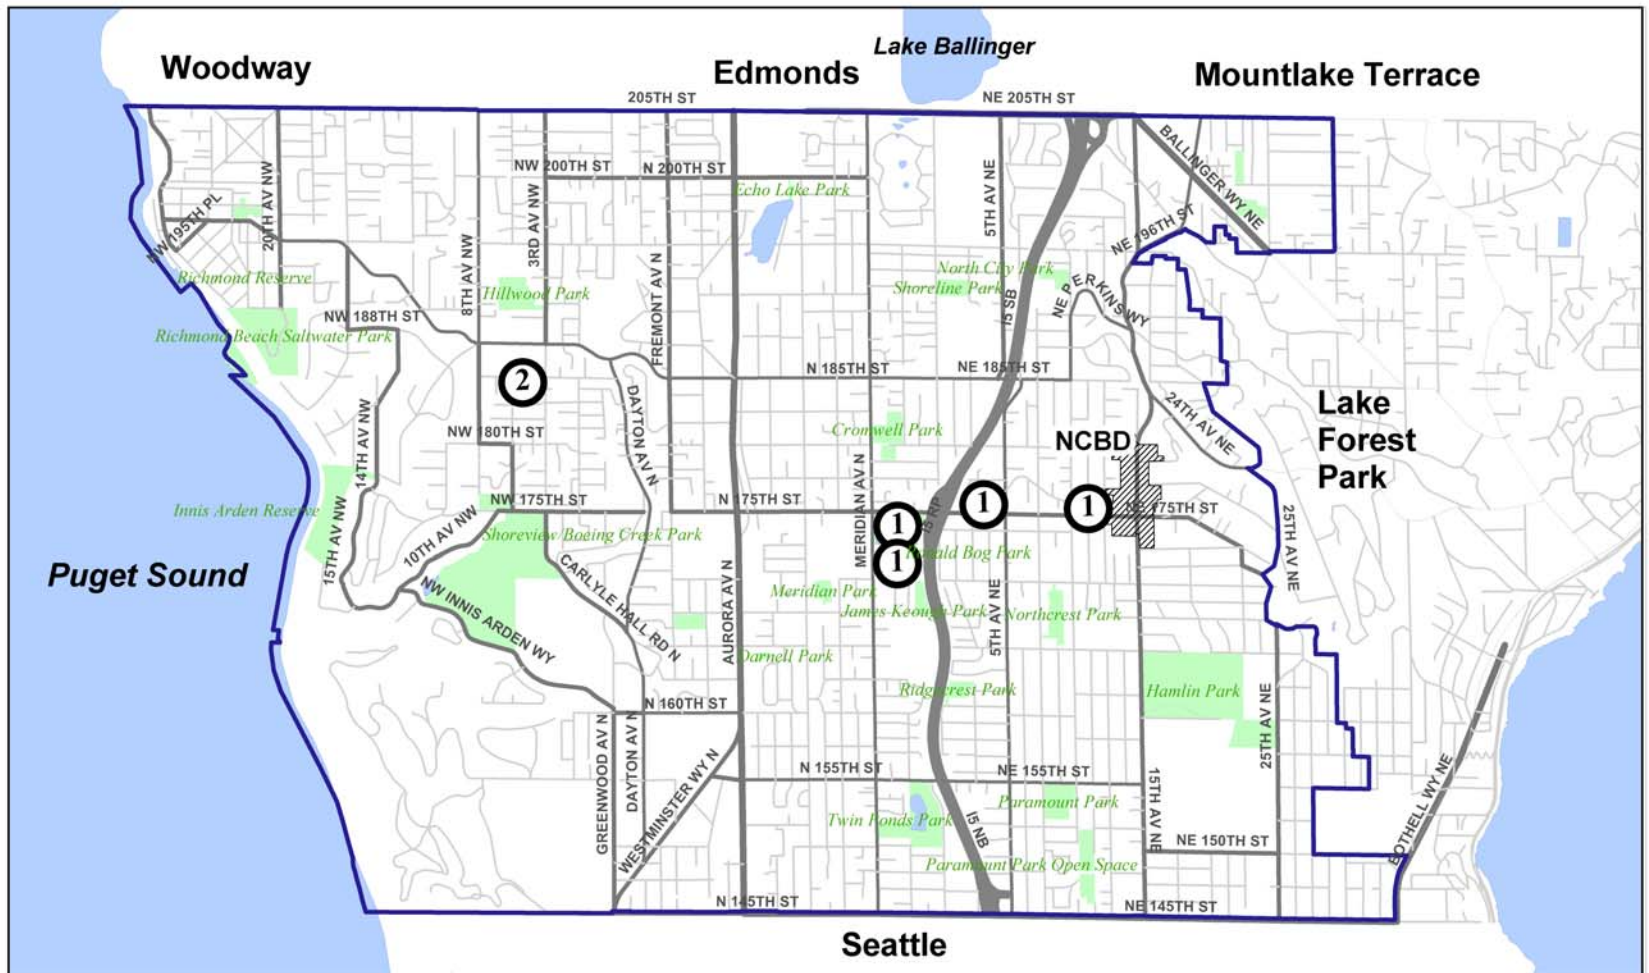 Lake Ballinger
Woodway
Edmonds
Mountlake Terrace
205TH ST
NE 205TH ST
BALLINGER WY NE
NW 200TH ST
N 200TH ST
Echo Lake Park
20TH AV NW
3RD AV NW
5TH AV NE
NW 195TH PL
8TH AV NW
NE 196TH ST
Richmond Reserve
Hillwood Park
FREMONT AV N
North City Park
Shoreline Park
I5 SB
NE PERKINS WY
NW 188TH ST
Richmond Beach Saltwater Park
N 185TH ST
NE 185TH ST
2
DAYTON AV N
24TH AV NE
Lake
Forest
Park
14TH AV NW
NW 180TH ST
Cromwell Park
NCBD
MERIDIAN AV N
NW 175TH ST
N 175TH ST
1
1
1
NE 175TH ST
Innis Arden Reserve
15TH AV NW
10TH AV NW
Shoreview/Boeing Creek Park
I5 RP
25TH AV NE
1
Ronald Bog Park
Puget Sound
NW INNIS ARDEN WY
CARLYLE HALL RD N
AURORA AV N
Meridian Park
James Keough Park
5TH AV NE
Northcrest Park
Darnell Park
Ridgecrest Park
Hamlin Park
N 160TH ST
GREENWOOD AV N
DAYTON AV N
WESTMINSTER WY N
25TH AV NE
N 155TH ST
NE 155TH ST
15TH AV NE
BOTHELL WY NE
Paramount Park
Twin Ponds Park
I5 NB
NE 150TH ST
Paramount Park Open Space
N 145TH ST
NE 145TH ST
Seattle